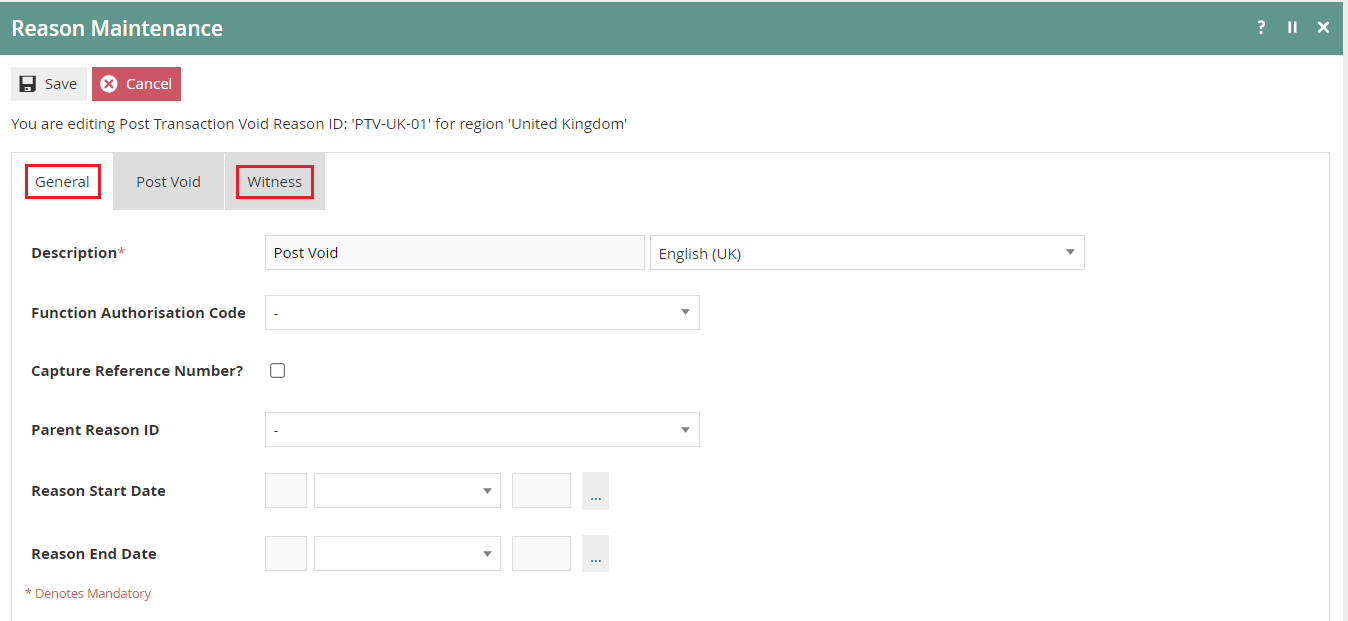 Reason Maintenance ?
Save Cancel
You are editing Post Transaction Void Reason ID: 'PTV-UK-01' for region 'United Kingdom'
General Post Void Witness
Description* Post Void English (UK)
Function Authorisation Code -
Capture Reference Number?
Parent Reason ID -
Reason Start Date ...
Reason End Date ...
* Denotes Mandatory